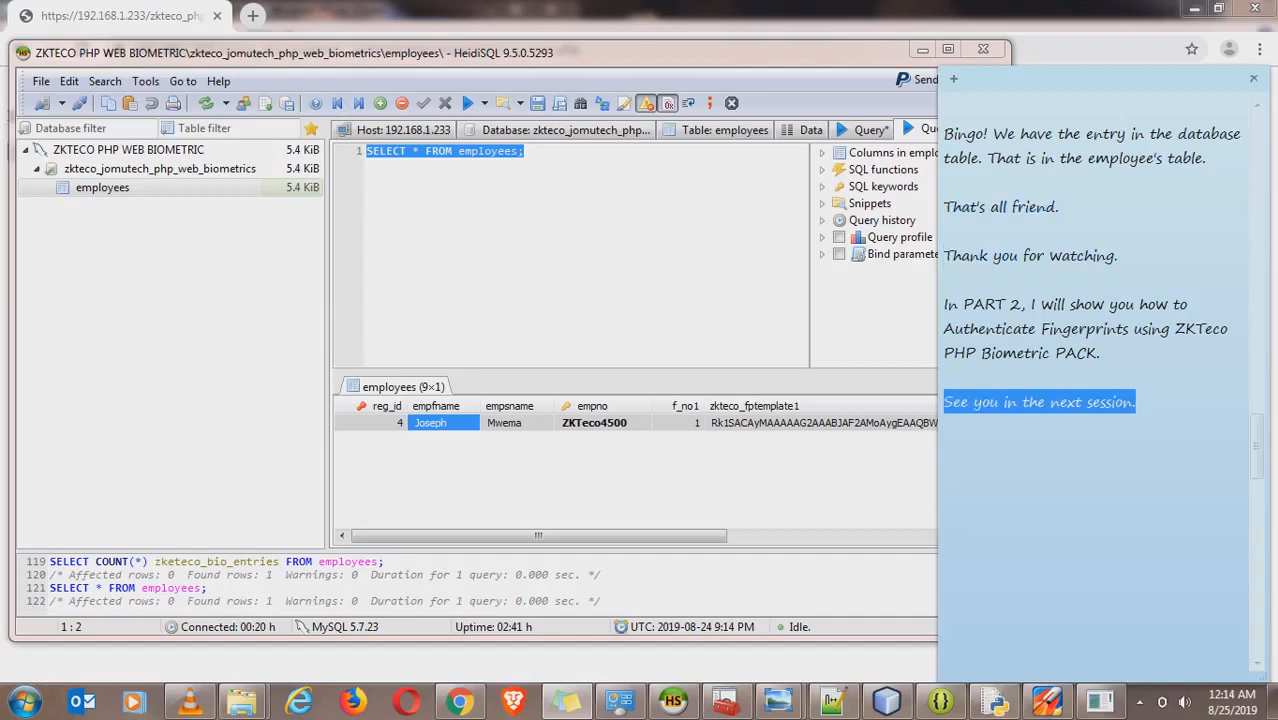 https://192.168.1.233/zkteco_ph
ZKTECO PHP WEB BIOMETRIC\zkteco_jomutech_php_web_biometrics\employees\ - HeidiSQL 9.5.0.5293
File Edit Search Tools Go to Help
Send
Database filter
Table filter
Host: 192.168.1.233
Database: zkteco_jomutech_php...
Table: employees
Data
Query*
Que
ZKTECO PHP WEB BIOMETRIC 5.4 KiB
zkteco_jomutech_php_web_biometrics 5.4 KiB
employees 5.4 KiB
1 SELECT * FROM employees;
Columns in emplo
SQL functions
SQL keywords
Snippets
Query history
Query profile
Bind paramete
employees (9×1)
reg_id empfname empsname empno f_no1 zkteco_fptemplate1
4 Joseph Mwema ZKTeco4500 1 Rk1SACAyMAAAAAG2AAABJAF2AMoAygEAAQBW
119 SELECT COUNT(*) zketeco_bio_entries FROM employees;
120 /* Affected rows: 0 Found rows: 1 Warnings: 0 Duration for 1 query: 0.000 sec. */
121 SELECT * FROM employees;
122 /* Affected rows: 0 Found rows: 1 Warnings: 0 Duration for 1 query: 0.000 sec. */
1 : 2
Connected: 00:20 h
MySQL 5.7.23
Uptime: 02:41 h
UTC: 2019-08-24 9:14 PM
Idle.
Bingo! We have the entry in the database
table. That is in the employee's table.
That's all friend.
Thank you for watching.
In PART 2, I will show you how to
Authenticate Fingerprints using ZKTeco
PHP Biometric PACK.
See you in the next session.
12:14 AM
8/25/2019